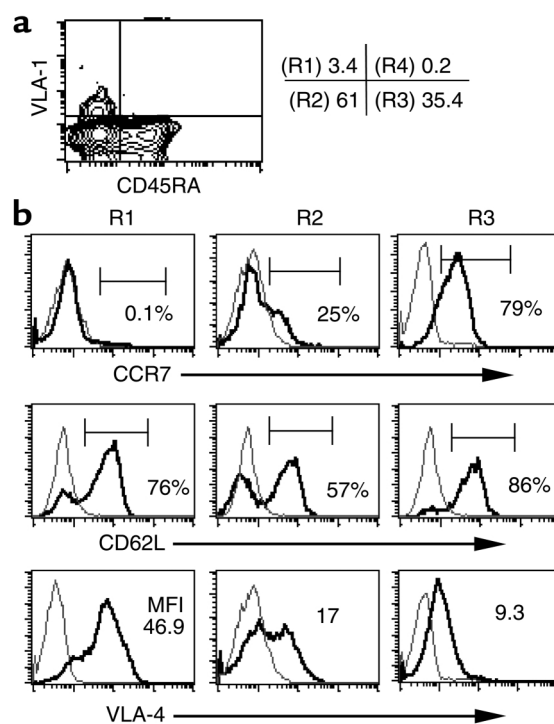 a
VLA-1
CD45RA
(R1) 3.4 (R4) 0.2
(R2) 61 (R3) 35.4
b
R1 R2 R3
0.1% 25% 79%
CCR7
76% 57% 86%
CD62L
MFI
46.9 17 9.3
VLA-4